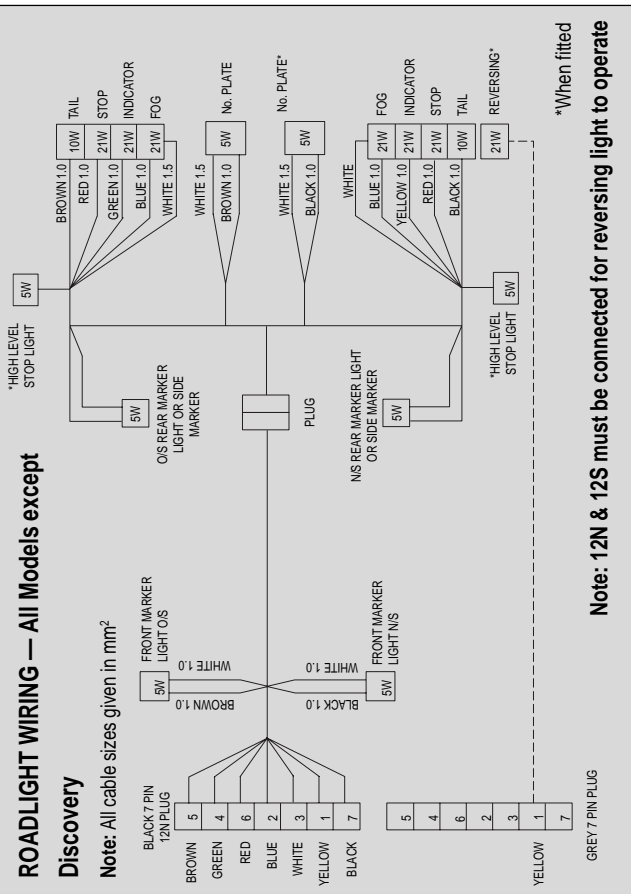 ROADLIGHT WIRING — All Models except
Discovery
Note: All cable sizes given in mm²
BLACK 7 PIN
12N PLUG
BROWN 5
GREEN 4
RED 6
BLUE 2
WHITE 3
YELLOW 1
BLACK 7
FRONT MARKER
LIGHT O/S
5W
BROWN 1.0
WHITE 1.0
BLACK 1.0
WHITE 1.0
5W
FRONT MARKER
LIGHT N/S
5
4
6
2
3
YELLOW 1
7
GREY 7 PIN PLUG
*HIGH LEVEL
STOP LIGHT
5W
5W
O/S REAR MARKER
LIGHT OR SIDE
MARKER
PLUG
N/S REAR MARKER LIGHT
OR SIDE MARKER
5W
*HIGH LEVEL
STOP LIGHT
5W
BROWN 1.0 10W TAIL
RED 1.0 21W STOP
GREEN 1.0 21W INDICATOR
BLUE 1.0 21W FOG
WHITE 1.5
WHITE 1.5
BROWN 1.0
5W No. PLATE
WHITE 1.5
BLACK 1.0
5W No. PLATE*
WHITE
BLUE 1.0 21W FOG
YELLOW 1.0 21W INDICATOR
RED 1.0 21W STOP
BLACK 1.0 10W TAIL
21W REVERSING*
*When fitted
Note: 12N & 12S must be connected for reversing light to operate